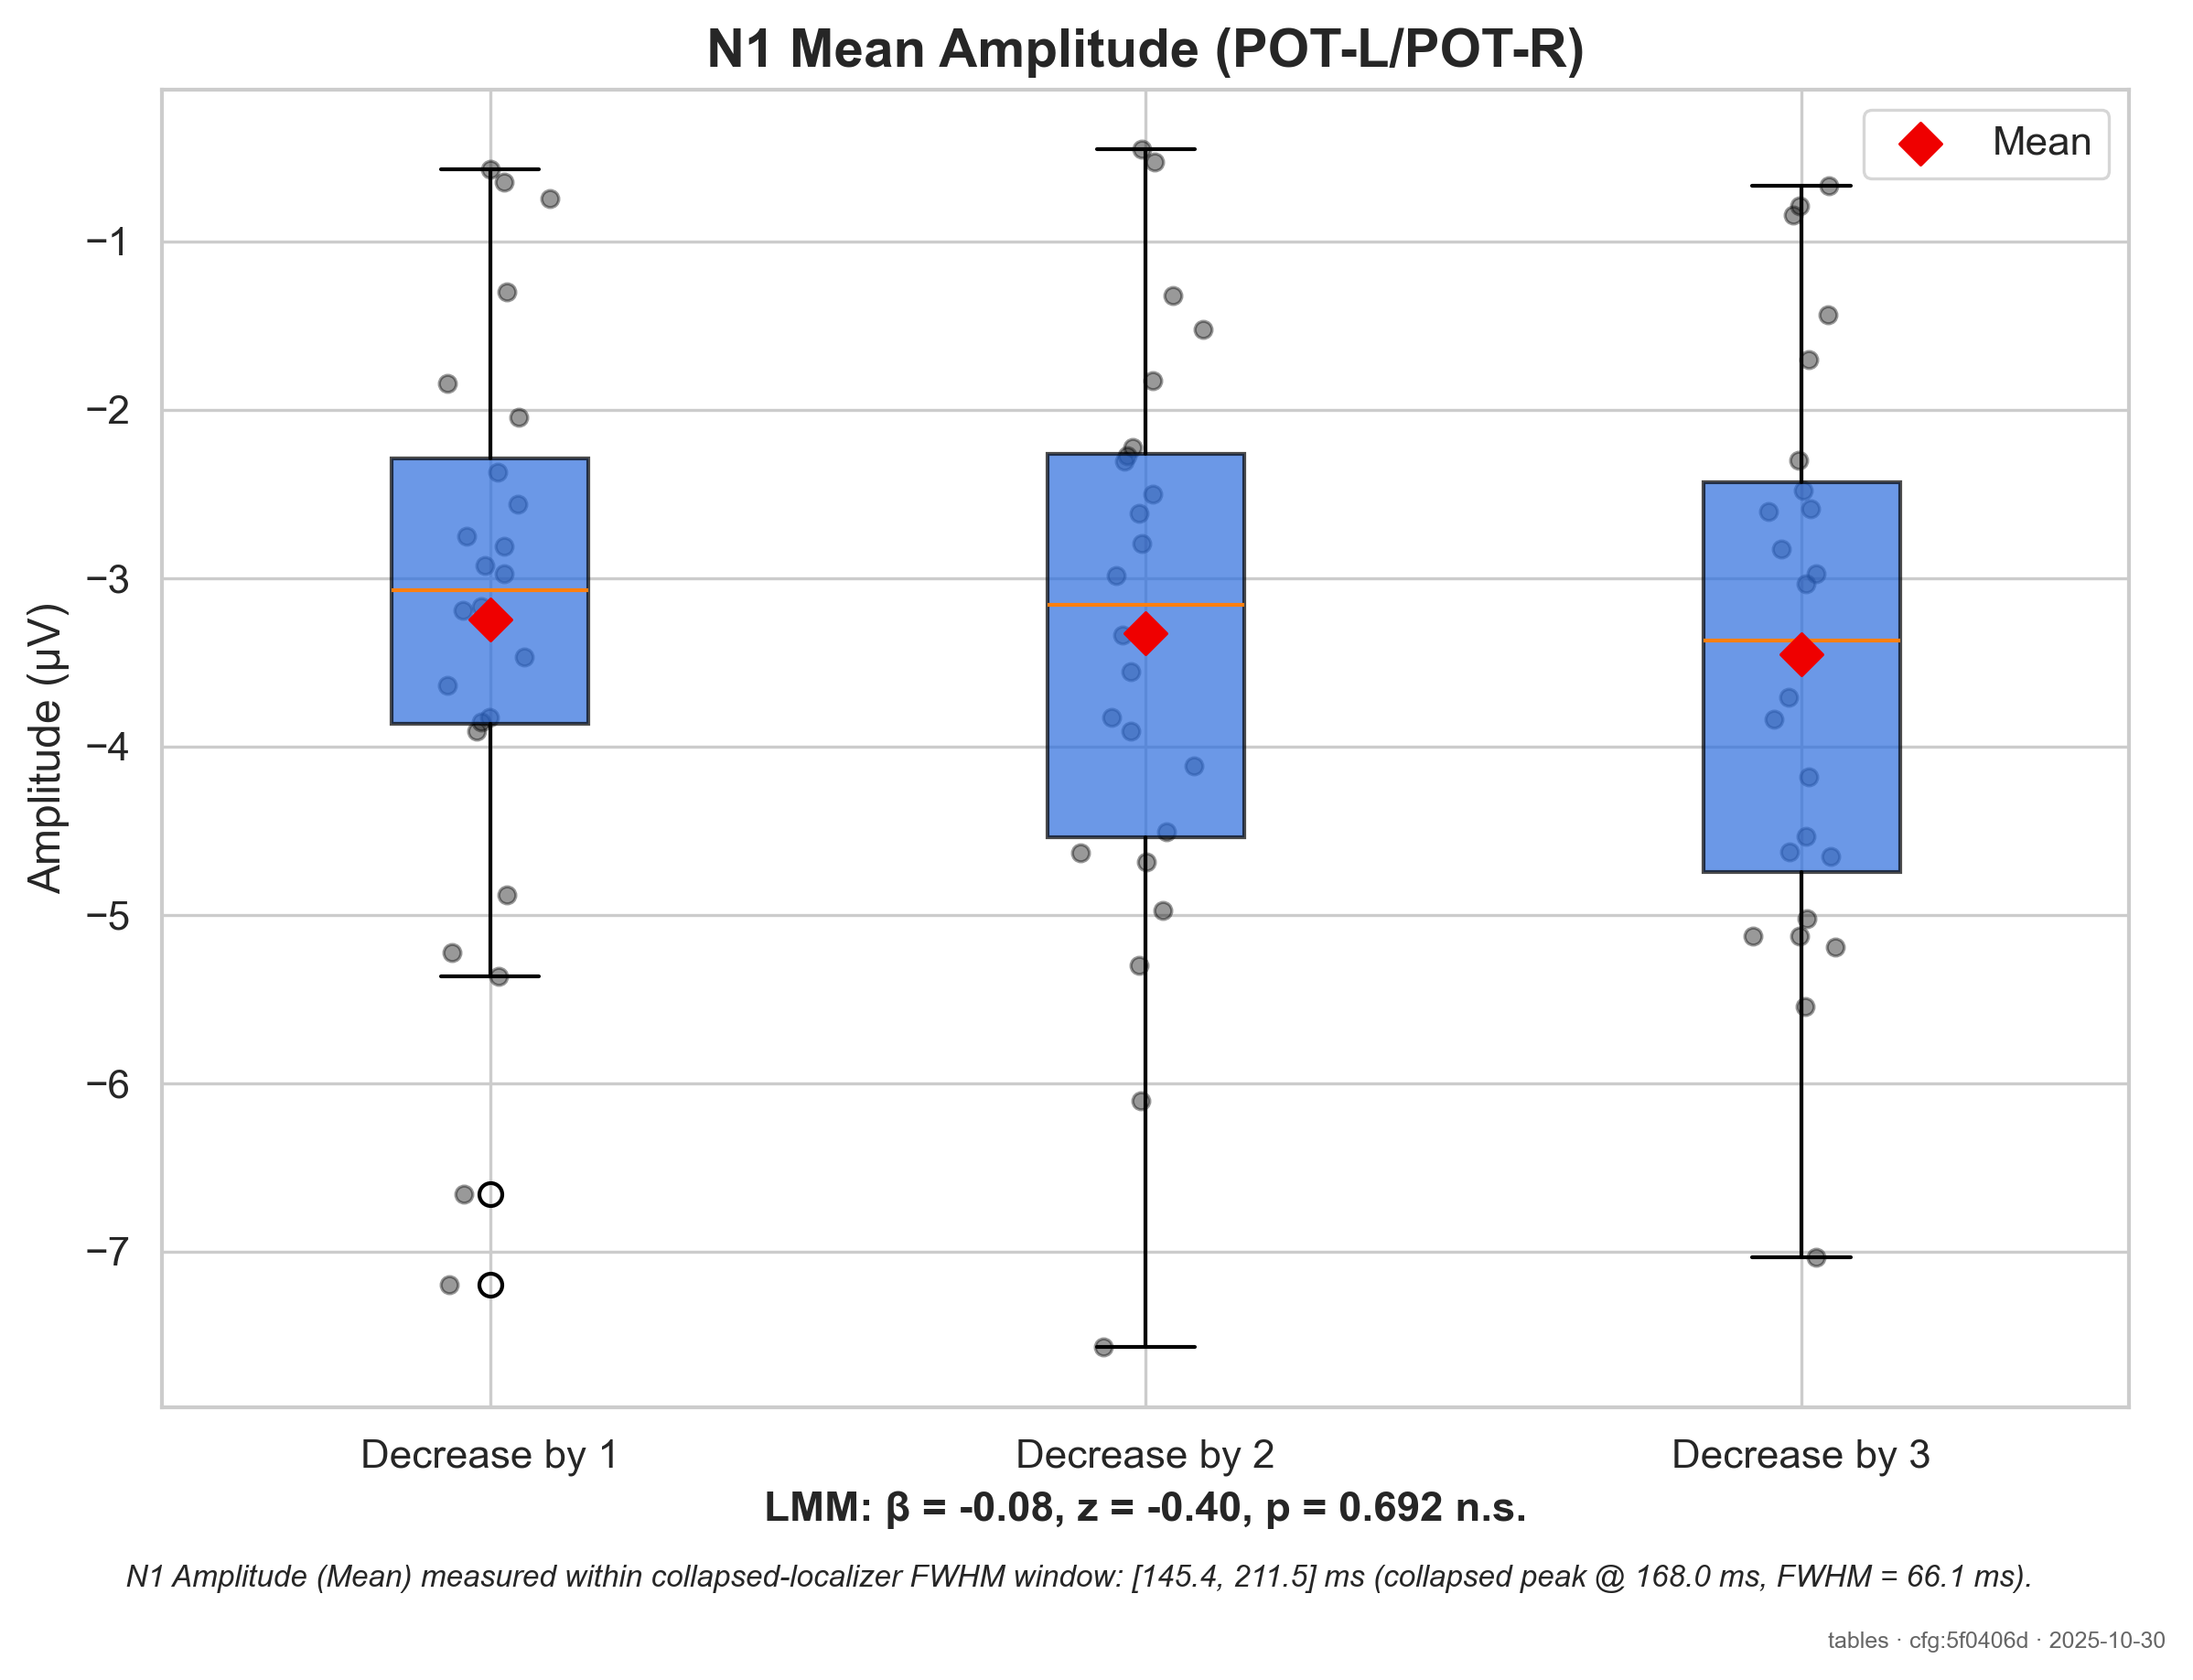 N1 Mean Amplitude (POT-L/POT-R)
Mean
−1
−2
−3
−4
−5
−6
−7
Amplitude (µV)
Decrease by 1
Decrease by 2
Decrease by 3
LMM: β = -0.08, z = -0.40, p = 0.692 n.s.
N1 Amplitude (Mean) measured within collapsed-localizer FWHM window: [145.4, 211.5] ms (collapsed peak @ 168.0 ms, FWHM = 66.1 ms).
tables · cfg:5f0406d · 2025-10-30